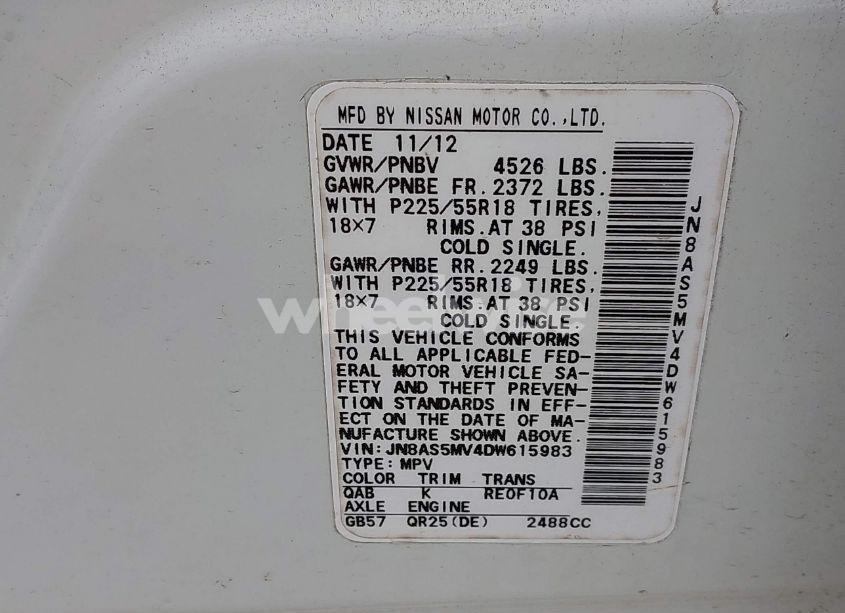 MFD BY NISSAN MOTOR CO.,LTD.
DATE 11/12
GVWR/PNBV 4526 LBS.
GAWR/PNBE FR. 2372 LBS.
WITH P225/55R18 TIRES,
18×7 RIMS. AT 38 PSI
COLD SINGLE.
GAWR/PNBE RR. 2249 LBS.
WITH P225/55R18 TIRES,
18×7 RIMS. AT 38 PSI
COLD SINGLE.
THIS VEHICLE CONFORMS
TO ALL APPLICABLE FED-
ERAL MOTOR VEHICLE SA-
FETY AND THEFT PREVEN-
TION STANDARDS IN EFF-
ECT ON THE DATE OF MA-
NUFACTURE SHOWN ABOVE.
VIN: JN8AS5MV4DW615983
TYPE: MPV
COLOR TRIM TRANS
QAB K RE0F10A
AXLE ENGINE
GB57 QR25(DE) 2488CC
JN8AS5MV4DW615983